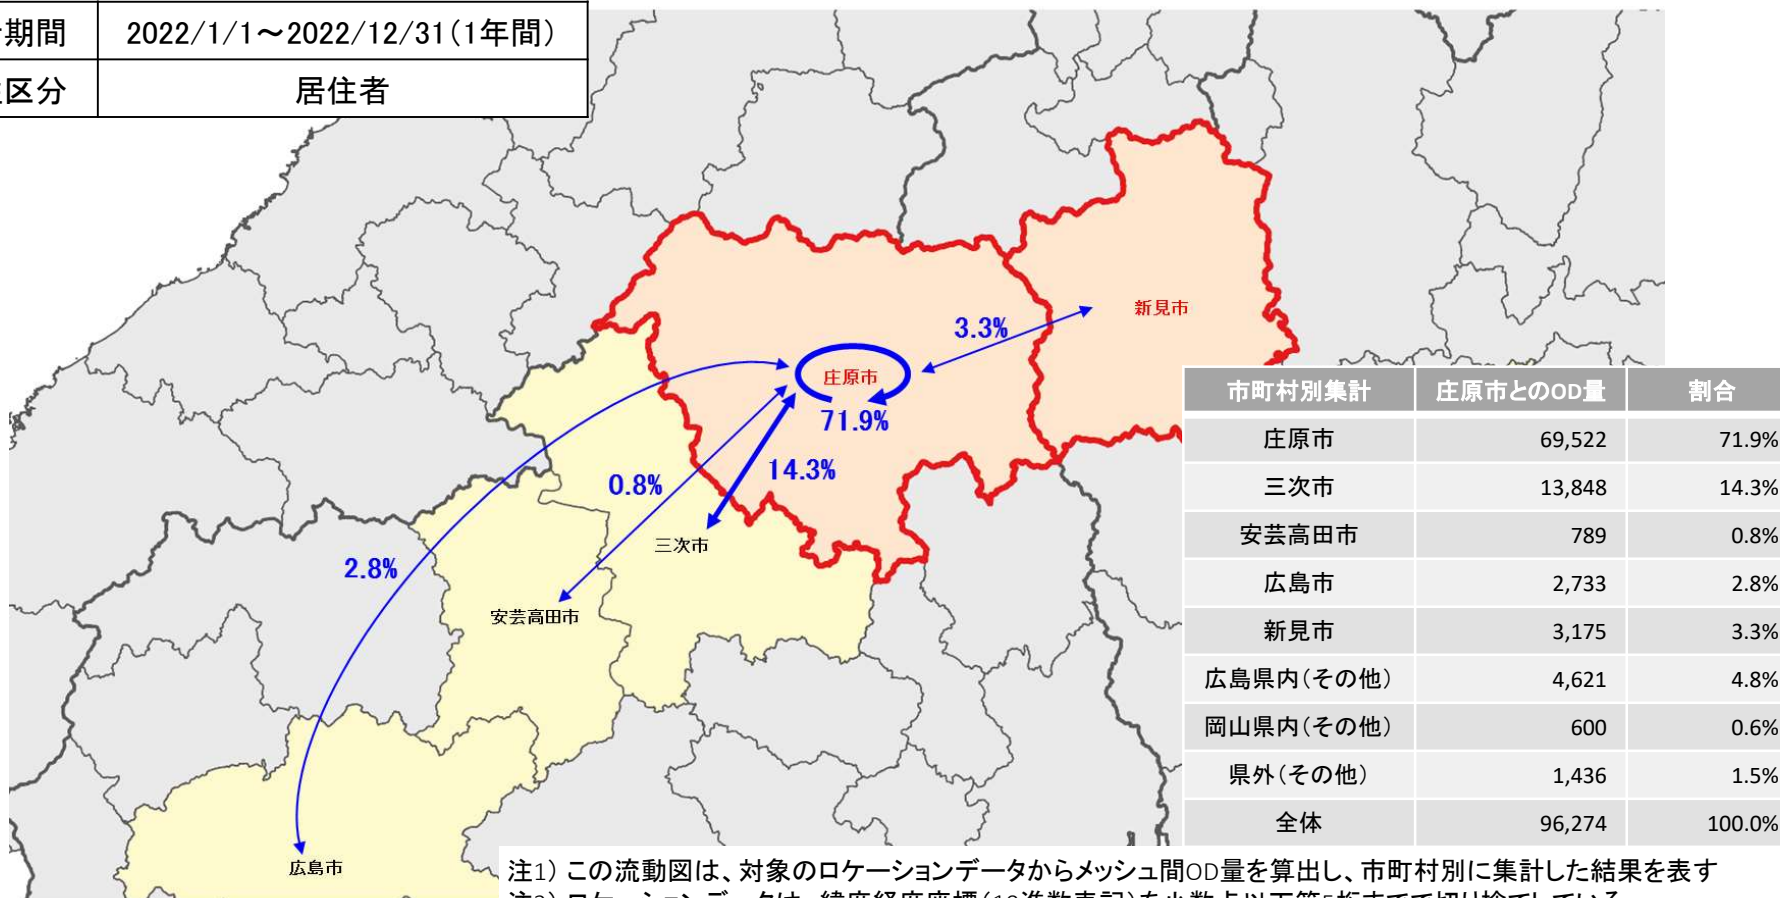 期間 2022/1/1～2022/12/31(1年間)
区分 居住者
新見市
3.3%
庄原市
71.9%
14.3%
0.8%
三次市
2.8%
安芸高田市
広島市
市町村別集計 庄原市とのOD量 割合
庄原市 69,522 71.9%
三次市 13,848 14.3%
安芸高田市 789 0.8%
広島市 2,733 2.8%
新見市 3,175 3.3%
広島県内(その他) 4,621 4.8%
岡山県内(その他) 600 0.6%
県外(その他) 1,436 1.5%
全体 96,274 100.0%
注1) この流動図は、対象のロケーションデータからメッシュ間OD量を算出し、市町村別に集計した結果を表す